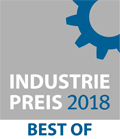 INDUSTRIE
PREIS 2018
BEST OF